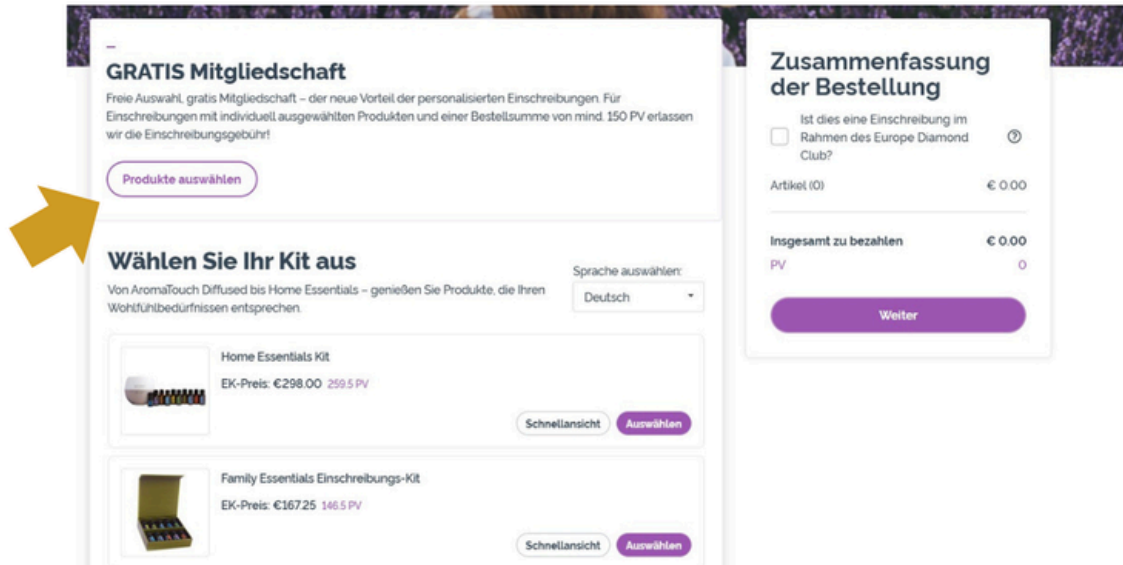 GRATIS Mitgliedschaft
Freie Auswahl, gratis Mitgliedschaft – der neue Vorteil der personalisierten Einschreibungen. Für
Einschreibungen mit individuell ausgewählten Produkten und einer Bestellsumme von mind. 150 PV erlassen
wir die Einschreibungsgebühr!
Produkte auswählen
Wählen Sie Ihr Kit aus
Von AromaTouch Diffused bis Home Essentials – genießen Sie Produkte, die Ihren
Wohlfühlbedürfnissen entsprechen.
Sprache auswählen:
Deutsch
Home Essentials Kit
EK-Preis: €298.00 259.5 PV
Schnellansicht Auswählen
Family Essentials Einschreibungs-Kit
EK-Preis: €167.25 146.5 PV
Schnellansicht Auswählen
Zusammenfassung
der Bestellung
Ist dies eine Einschreibung im
Rahmen des Europe Diamond
Club?
Artikel (0) € 0.00
Insgesamt zu bezahlen € 0.00
PV 0
Weiter